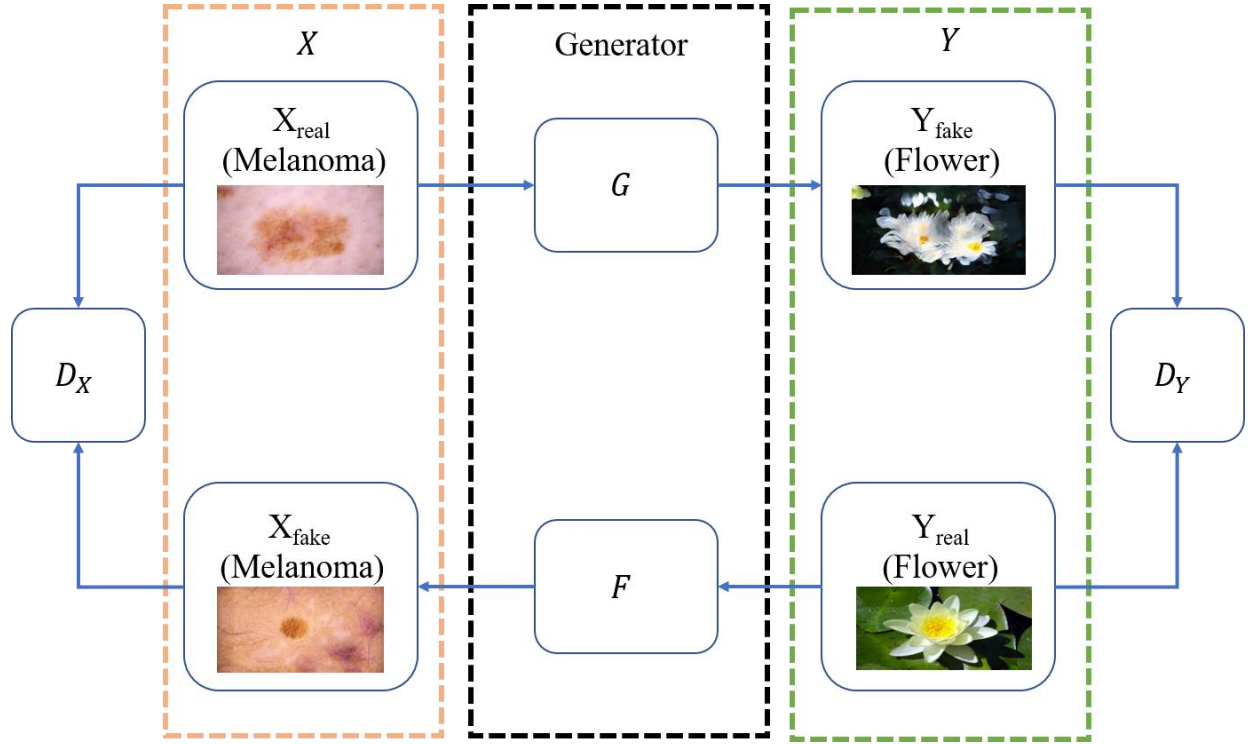 X
Generator
Y
X_real
(Melanoma)
G
Y_fake
(Flower)
D_X
D_Y
X_fake
(Melanoma)
F
Y_real
(Flower)